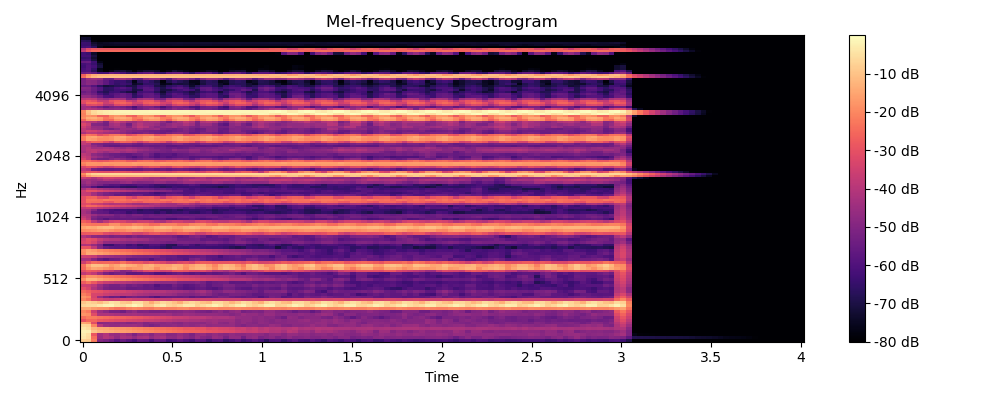 Mel-frequency Spectrogram
Hz
4096
2048
1024
512
0
0 0.5 1 1.5 2 2.5 3 3.5 4
Time
-10 dB
-20 dB
-30 dB
-40 dB
-50 dB
-60 dB
-70 dB
-80 dB